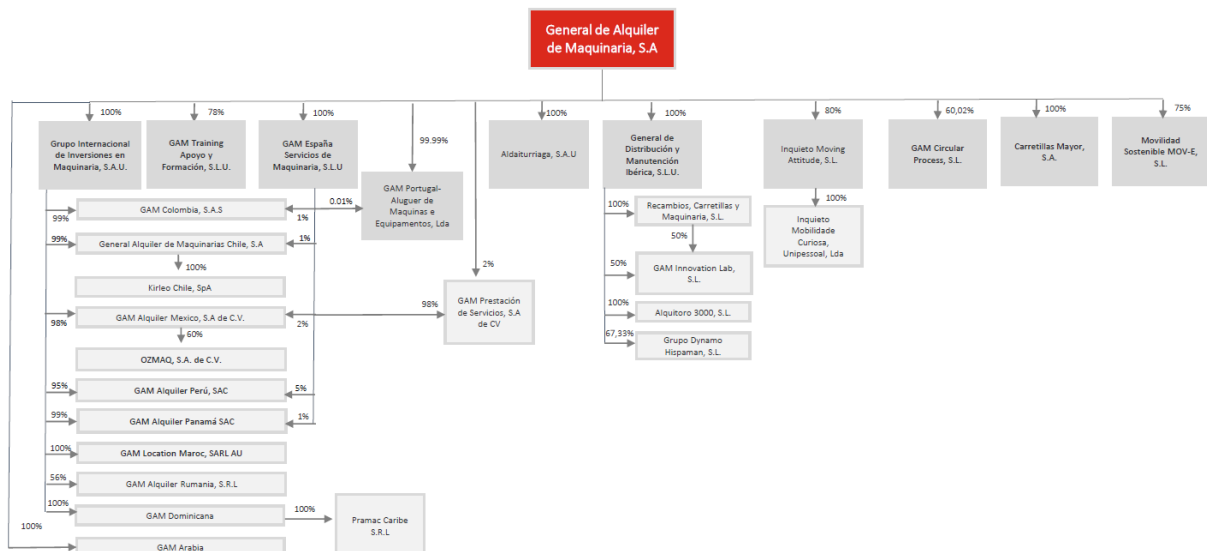 General de Alquiler
de Maquinaria, S.A
100%
78%
100%
99.99%
100%
100%
80%
60,02%
100%
75%
Grupo Internacional
de Inversiones en
Maquinaria, S.A.U.
GAM Training
Apoyo y
Formación, S.L.U.
GAM España
Servicios de
Maquinaria, S.L.U
GAM Portugal-
Aluguer de
Maquinas e
Equipamentos, Lda
Aldaiturriaga, S.A.U
General de
Distribución y
Manutención
Ibérica, S.L.U.
Inquieto Moving
Attitude, S.L.
GAM Circular
Process, S.L.
Carretillas Mayor,
S.A.
Movilidad
Sostenible MOV-E,
S.L.
99%
GAM Colombia, S.A.S
1%
0.01%
99%
General Alquiler de Maquinarias Chile, S.A
1%
100%
Kirleo Chile, SpA
98%
GAM Alquiler Mexico, S.A de C.V.
2%
98%
2%
GAM Prestación
de Servicios, S.A
de CV
60%
OZMAQ, S.A. de C.V.
95%
GAM Alquiler Perú, SAC
5%
99%
GAM Alquiler Panamá SAC
1%
100%
GAM Location Maroc, SARL AU
56%
GAM Alquiler Rumania, S.R.L
100%
GAM Dominicana
100%
Pramac Caribe
S.R.L
100%
GAM Arabia
100%
Recambios, Carretillas y
Maquinaria, S.L.
50%
50%
GAM Innovation Lab,
S.L.
100%
Alquitoro 3000, S.L.
67,33%
Grupo Dynamo
Hispaman, S.L.
100%
Inquieto
Mobilidade
Curiosa,
Unipessoal, Lda